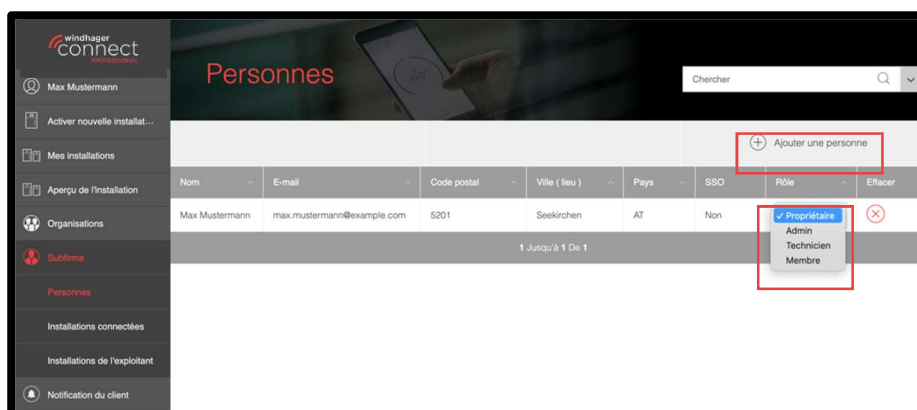 windhager
connect
PROFESSIONAL
Max Mustermann
Activer nouvelle installat...
Mes installations
Aperçu de l'Installation
Organisations
Subfirma
Personnes
Installations connectées
Installations de l'exploitant
Notification du client
Personnes
Chercher
Ajouter une personne
Nom E-mail Code postal Ville ( lieu ) Pays SSO Rôle Effacer
Max Mustermann max.mustermann@example.com 5201 Seekirchen AT Non
✓ Propriétaire
Admin
Technicien
Membre
1 Jusqu'à 1 De 1